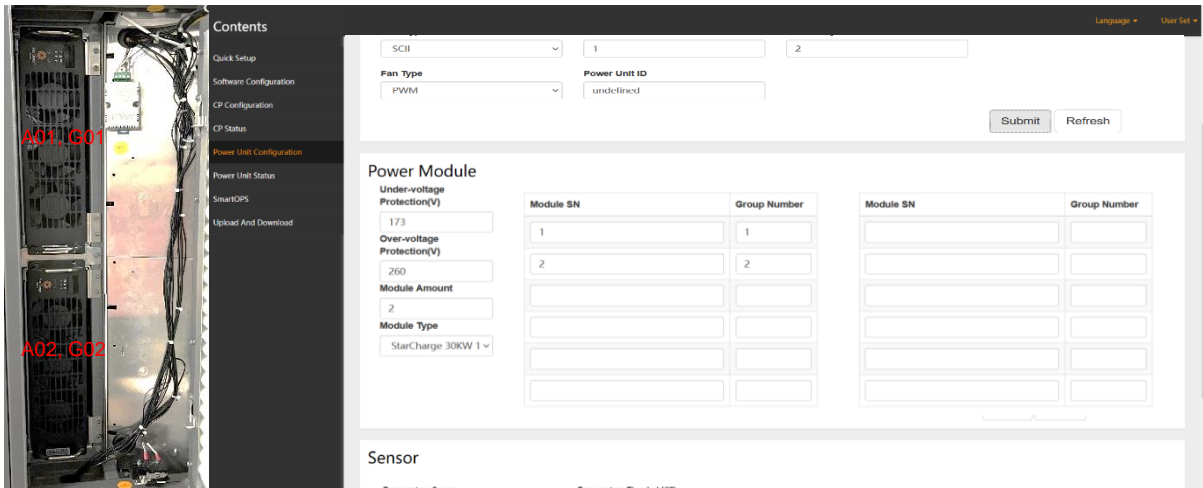 A01, G01
A02, G02
Contents
Quick Setup
Software Configuration
CP Configuration
CP Status
Power Unit Configuration
Power Unit Status
SmartOPS
Upload And Download
Language
User Set
SCII
1
2
Fan Type
Power Unit ID
PWM
undefined
Submit Refresh
Power Module
Under-voltage
Protection(V)
173
Over-voltage
Protection(V)
260
Module Amount
2
Module Type
StarCharge 30KW 1
Module SN Group Number Module SN Group Number
1 1
2 2
Sensor